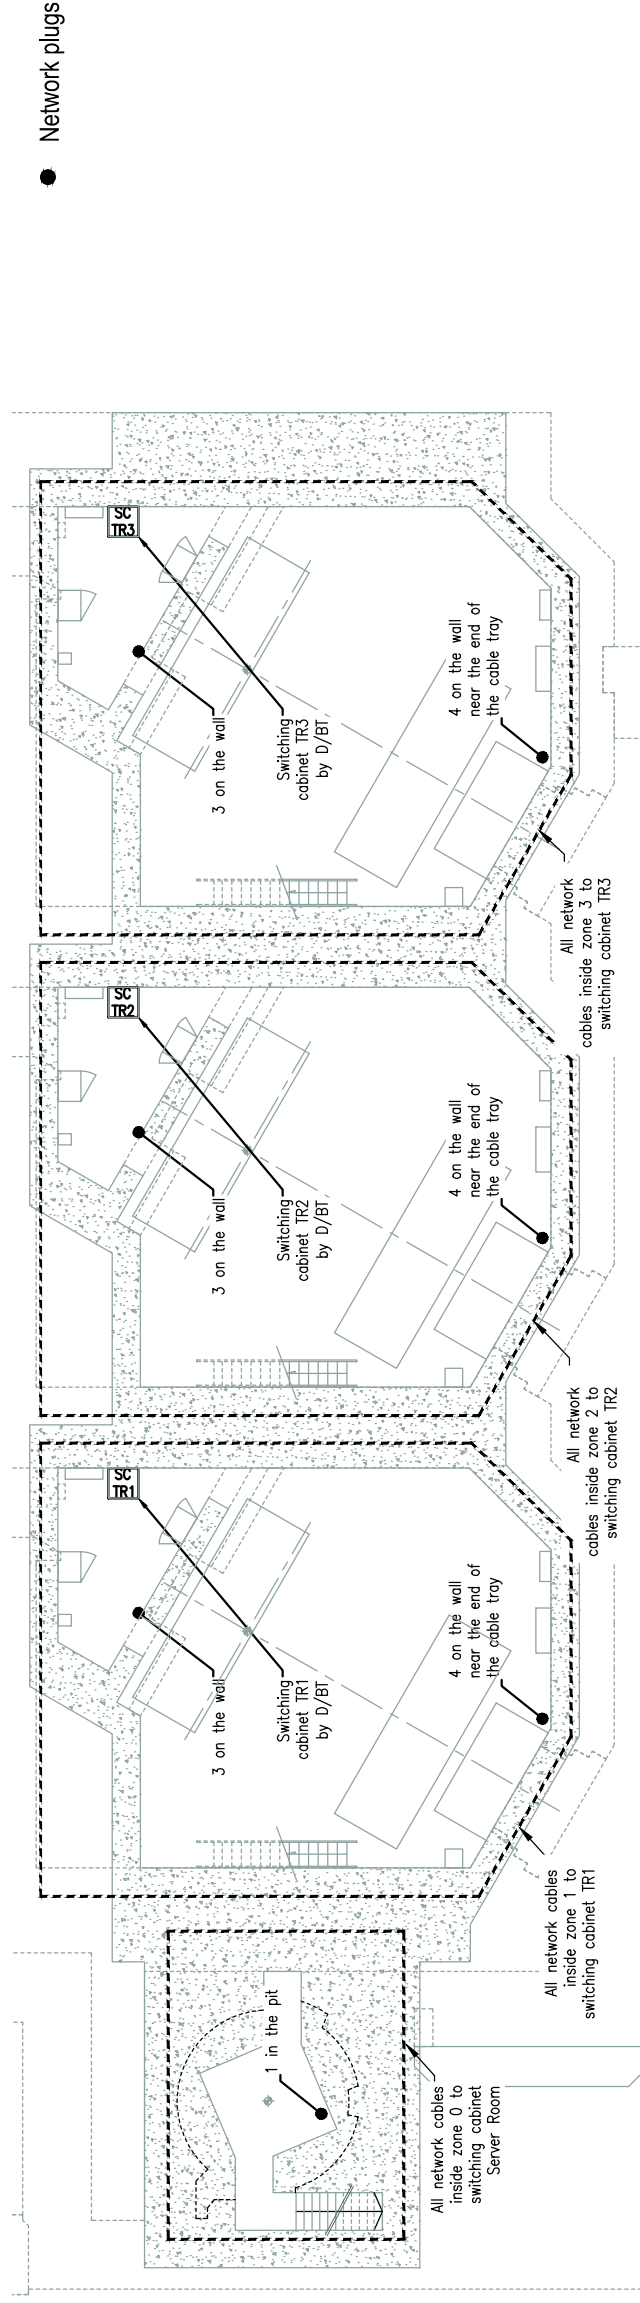 Network plugs
SC
TR3
3 on the wall
Switching
cabinet TR3
by D/BT
4 on the wall
near the end of
the cable tray
All network
cables inside zone 3 to
switching cabinet TR3
SC
TR2
3 on the wall
Switching
cabinet TR2
by D/BT
4 on the wall
near the end of
the cable tray
All network
cables inside zone 2 to
switching cabinet TR2
SC
TR1
3 on the wall
Switching
cabinet TR1
by D/BT
4 on the wall
near the end of
the cable tray
All network cables
inside zone 1 to
switching cabinet TR1
1 in the pit
All network cables
inside zone 0 to
switching cabinet
Server Room